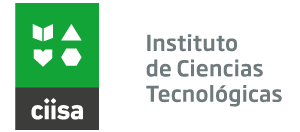 ciisa
Instituto
de Ciencias
Tecnológicas